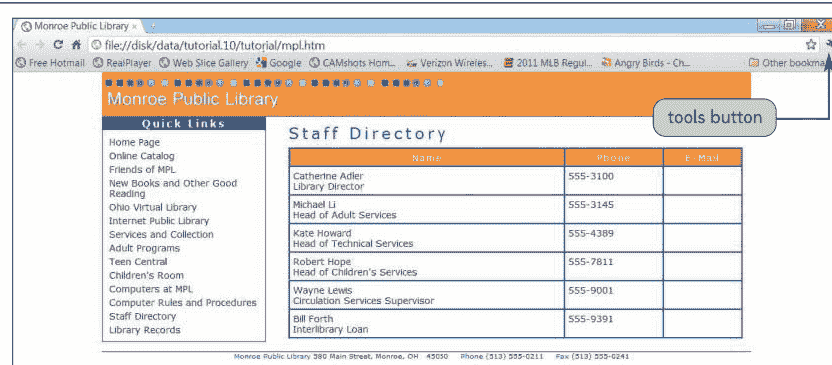 Monroe Public Library ×
file://disk/data/tutorial.10/tutorial/mpl.htm
Free Hotmail RealPlayer Web Slice Gallery Google CAMshots Hom... Verizon Wireles... 2011 MLB Regul... Angry Birds - Ch... Other bookma
Monroe Public Library
tools button
Quick Links
Home Page
Online Catalog
Friends of MPL
New Books and Other Good
Reading
Ohio Virtual Library
Internet Public Library
Services and Collection
Adult Programs
Teen Central
Children's Room
Computers at MPL
Computer Rules and Procedures
Staff Directory
Library Records
Staff Directory
Name Phone E-Mail
Catherine Adler 555-3100
Library Director
Michael Li 555-3145
Head of Adult Services
Kate Howard 555-4389
Head of Technical Services
Robert Hope 555-7811
Head of Children's Services
Wayne Lewis 555-9001
Circulation Services Supervisor
Bill Forth 555-9391
Interlibrary Loan
Monroe Public Library 580 Main Street, Monroe, OH 45050 Phone (513) 555-0211 Fax (513) 555-0241